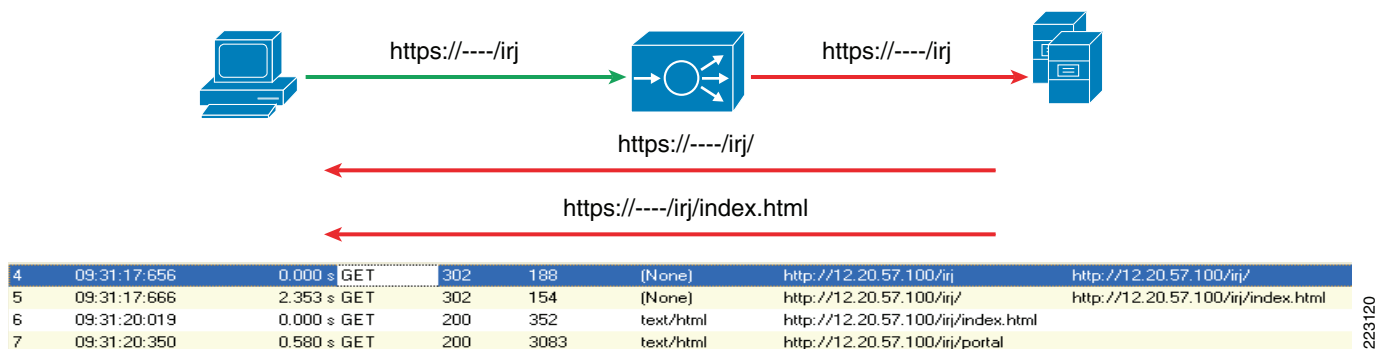 https://----/irj
https://----/irj
https://----/irj/
https://----/irj/index.html
4 09:31:17:656 0.000 s GET 302 188 (None) http://12.20.57.100/irj http://12.20.57.100/irj/
5 09:31:17:666 2.353 s GET 302 154 (None) http://12.20.57.100/irj/ http://12.20.57.100/irj/index.html
6 09:31:20:019 0.000 s GET 200 352 text/html http://12.20.57.100/irj/index.html
7 09:31:20:350 0.580 s GET 200 3083 text/html http://12.20.57.100/irj/portal
223120